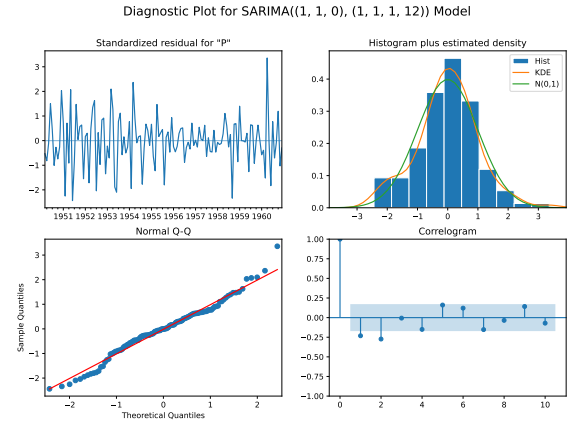 Diagnostic Plot for SARIMA((1, 1, 0), (1, 1, 1, 12)) Model
Standardized residual for "P"
3
2
1
0
−1
−2
1951 1952 1953 1954 1955 1956 1957 1958 1959 1960
Histogram plus estimated density
Hist
KDE
N(0,1)
0.4
0.3
0.2
0.1
0.0
−3 −2 −1 0 1 2 3
Normal Q-Q
Sample Quantiles
3
2
1
0
−1
−2
−2 −1 0 1 2
Theoretical Quantiles
Correlogram
1.00
0.75
0.50
0.25
0.00
−0.25
−0.50
−0.75
−1.00
0 2 4 6 8 10